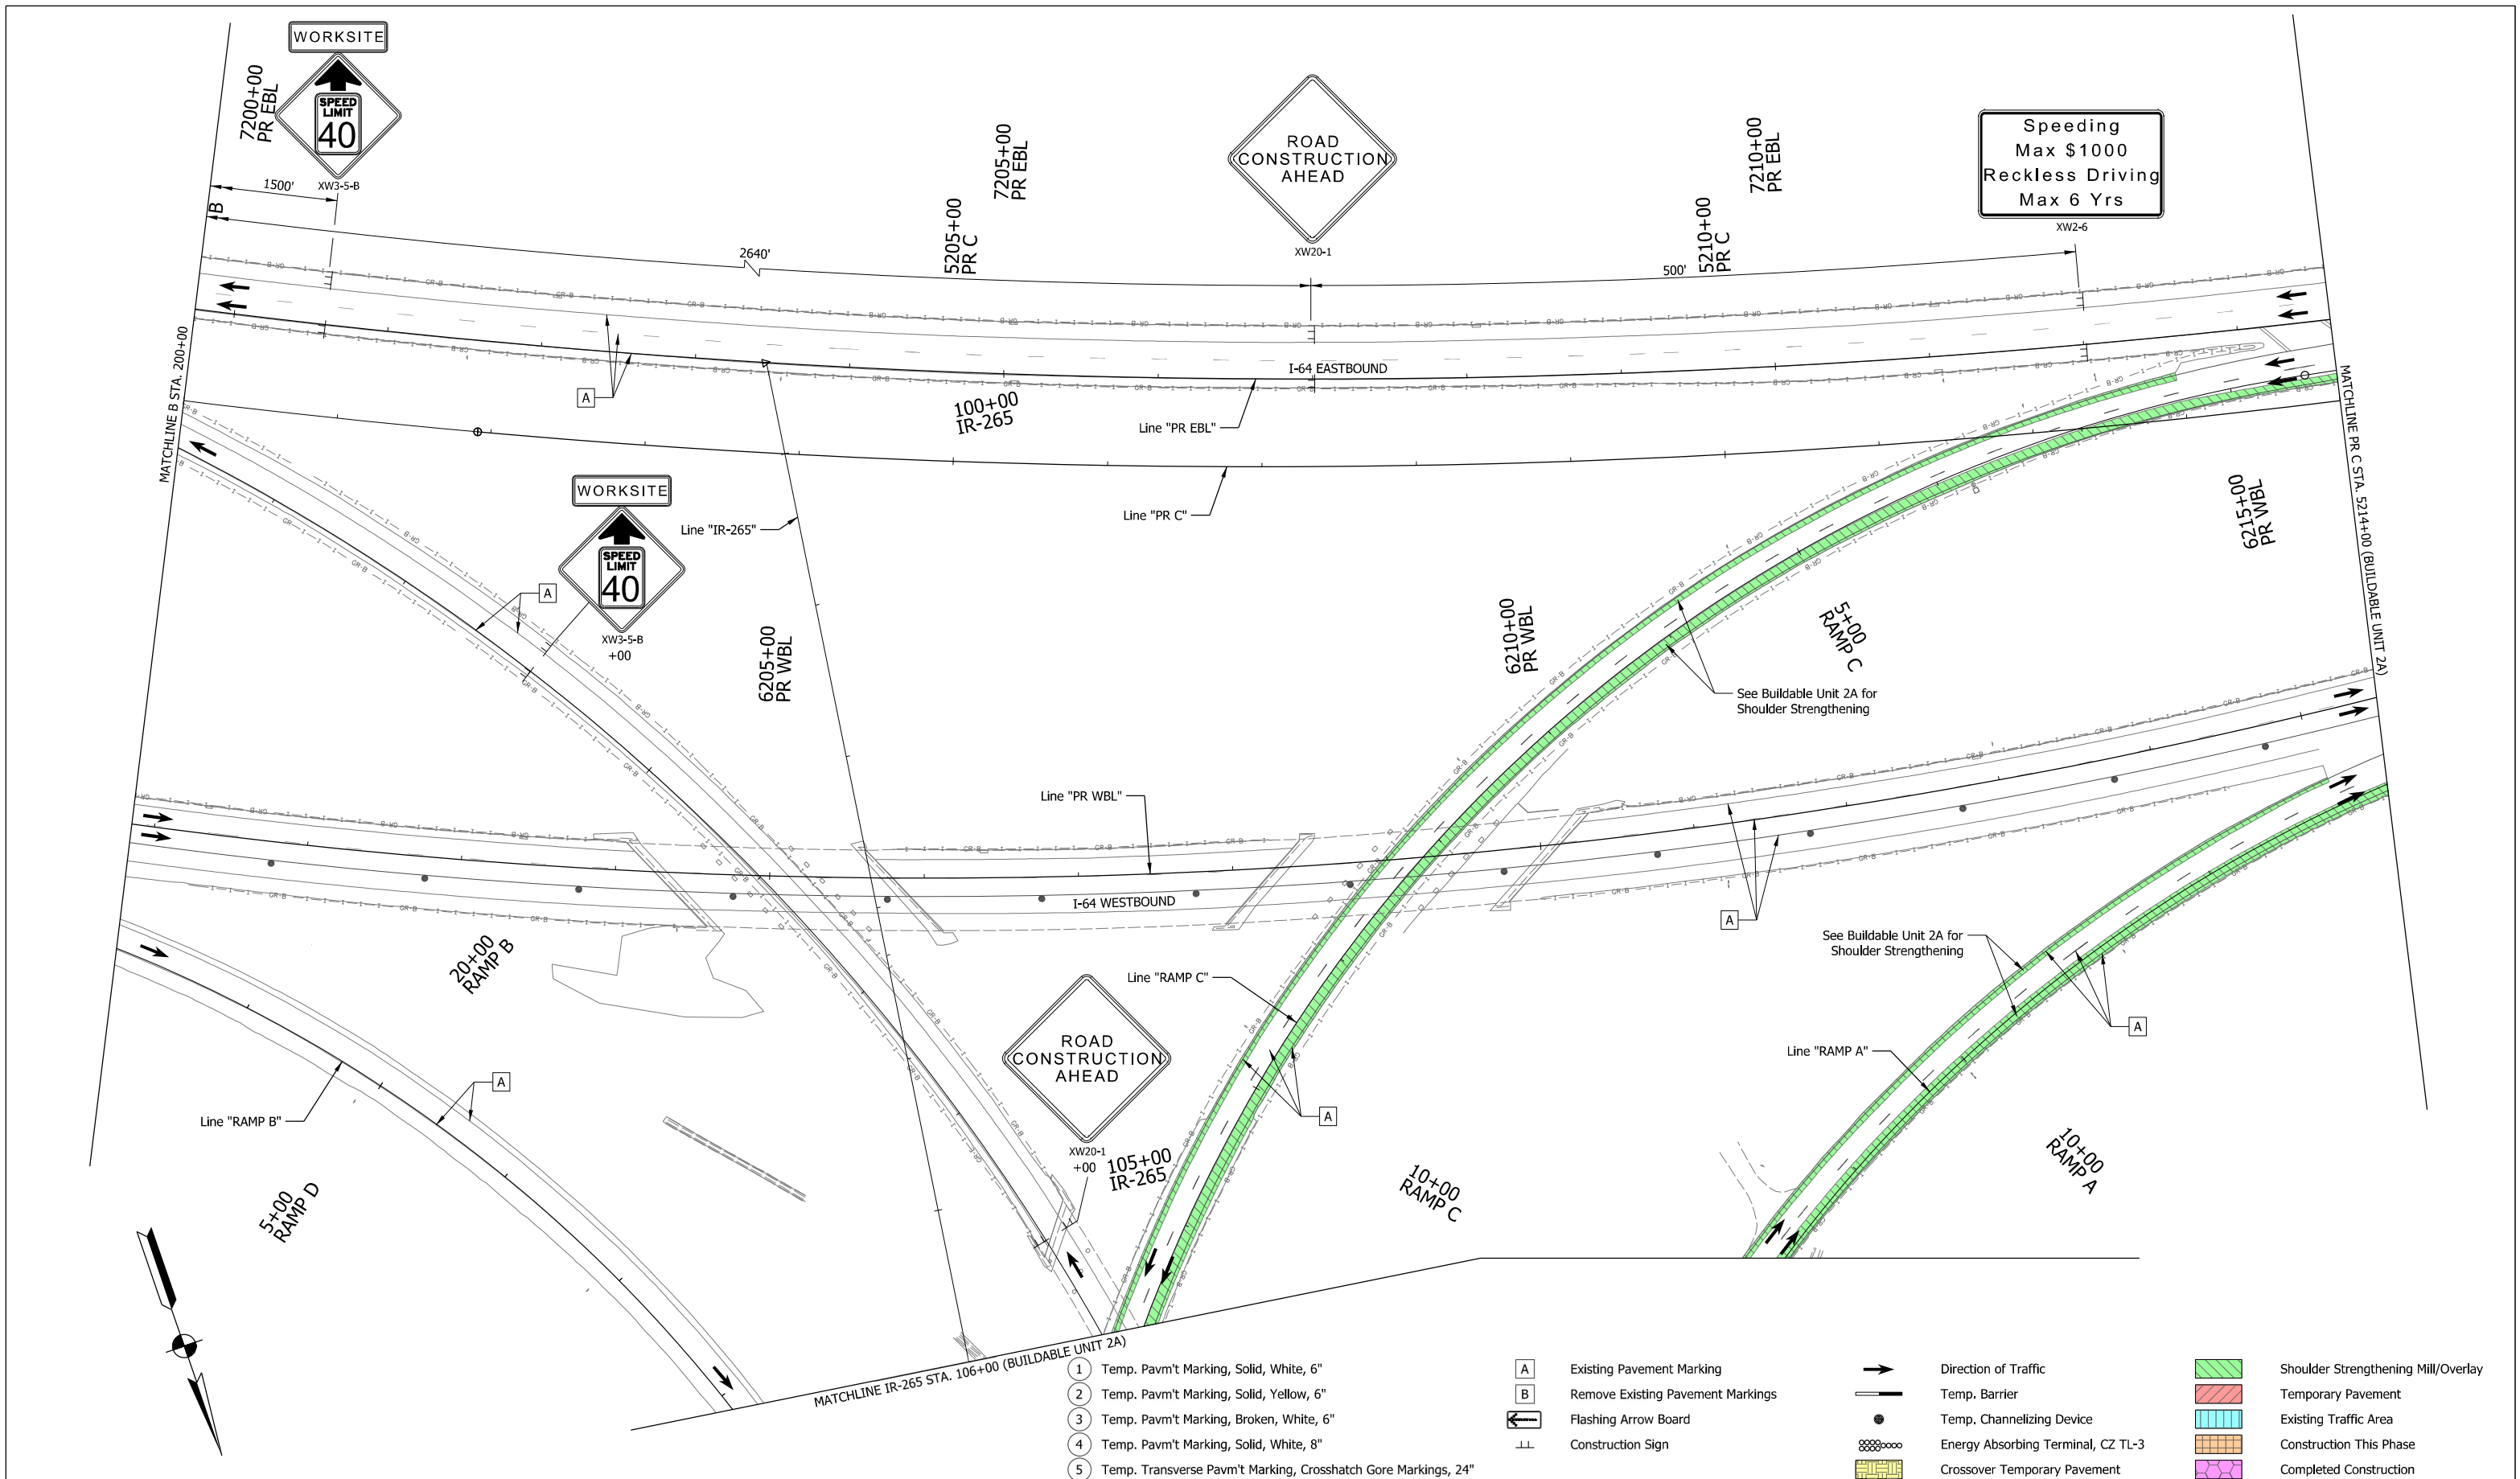 WORKSITE
SPEED
LIMIT
40
XW3-5-B
7200+00
PR EBL
1500'
B
2640'
5205+00
PR C
7205+00
PR EBL
ROAD
CONSTRUCTION
AHEAD
XW20-1
500'
5210+00
PR C
7210+00
PR EBL
Speeding
Max $1000
Reckless Driving
Max 6 Yrs
XW2-6
MATCHLINE B STA. 200+00
A
I-64 EASTBOUND
100+00
IR-265
Line "PR EBL"
Line "PR C"
Line "IR-265"
WORKSITE
SPEED
LIMIT
40
XW3-5-B
+00
A
6205+00
PR WBL
6210+00
PR WBL
5+00
RAMP C
6215+00
PR WBL
MATCHLINE PR C STA. 5214+00 (BUILDABLE UNIT 2A)
See Buildable Unit 2A for
Shoulder Strengthening
Line "PR WBL"
I-64 WESTBOUND
A
20+00
RAMP B
Line "RAMP C"
See Buildable Unit 2A for
Shoulder Strengthening
A
Line "RAMP A"
ROAD
CONSTRUCTION
AHEAD
XW20-1
+00
105+00
IR-265
A
A
Line "RAMP B"
5+00
RAMP D
10+00
RAMP C
10+00
RAMP A
GR-B
MATCHLINE IR-265 STA. 106+00 (BUILDABLE UNIT 2A)
1 Temp. Pavm't Marking, Solid, White, 6"
2 Temp. Pavm't Marking, Solid, Yellow, 6"
3 Temp. Pavm't Marking, Broken, White, 6"
4 Temp. Pavm't Marking, Solid, White, 8"
5 Temp. Transverse Pavm't Marking, Crosshatch Gore Markings, 24"
A Existing Pavement Marking
B Remove Existing Pavement Markings
Flashing Arrow Board
Construction Sign
Direction of Traffic
Temp. Barrier
Temp. Channelizing Device
Energy Absorbing Terminal, CZ TL-3
Crossover Temporary Pavement
Shoulder Strengthening Mill/Overlay
Temporary Pavement
Existing Traffic Area
Construction This Phase
Completed Construction